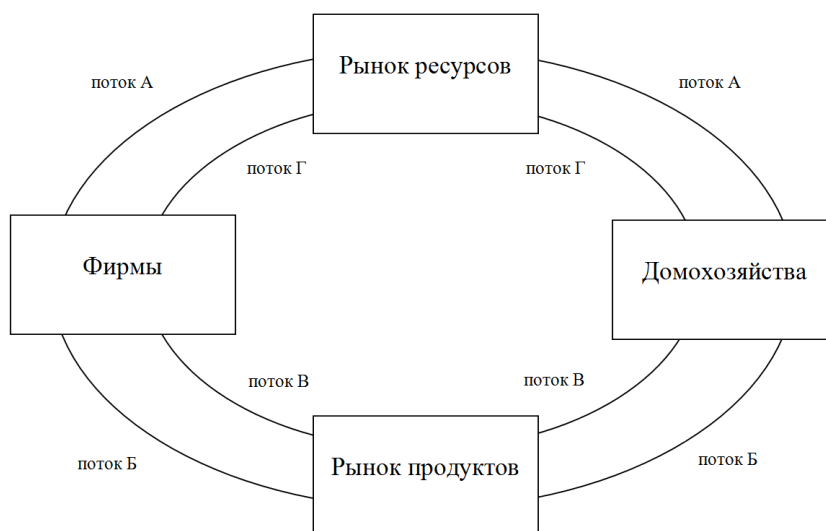 Рынок ресурсов
поток А
поток А
поток Г
поток Г
Фирмы
Домохозяйства
поток В
поток В
поток Б
Рынок продуктов
поток Б